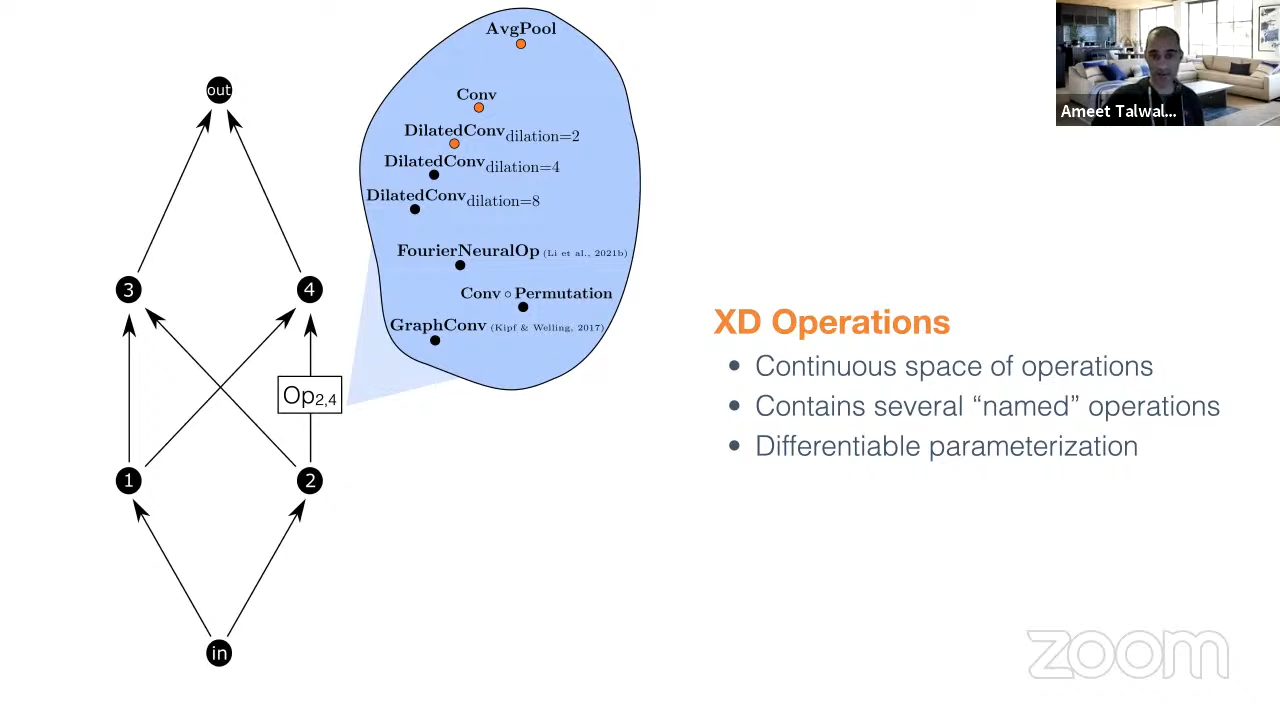 AvgPool
Conv
DilatedConv dilation=2
DilatedConv dilation=4
DilatedConv dilation=8
FourierNeuralOp (Li et al., 2021b)
Conv ∘ Permutation
GraphConv (Kipf & Welling, 2017)
out
3
4
Op2,4
1
2
in
XD Operations
• Continuous space of operations
• Contains several “named” operations
• Differentiable parameterization
Ameet Talwal...
zoom